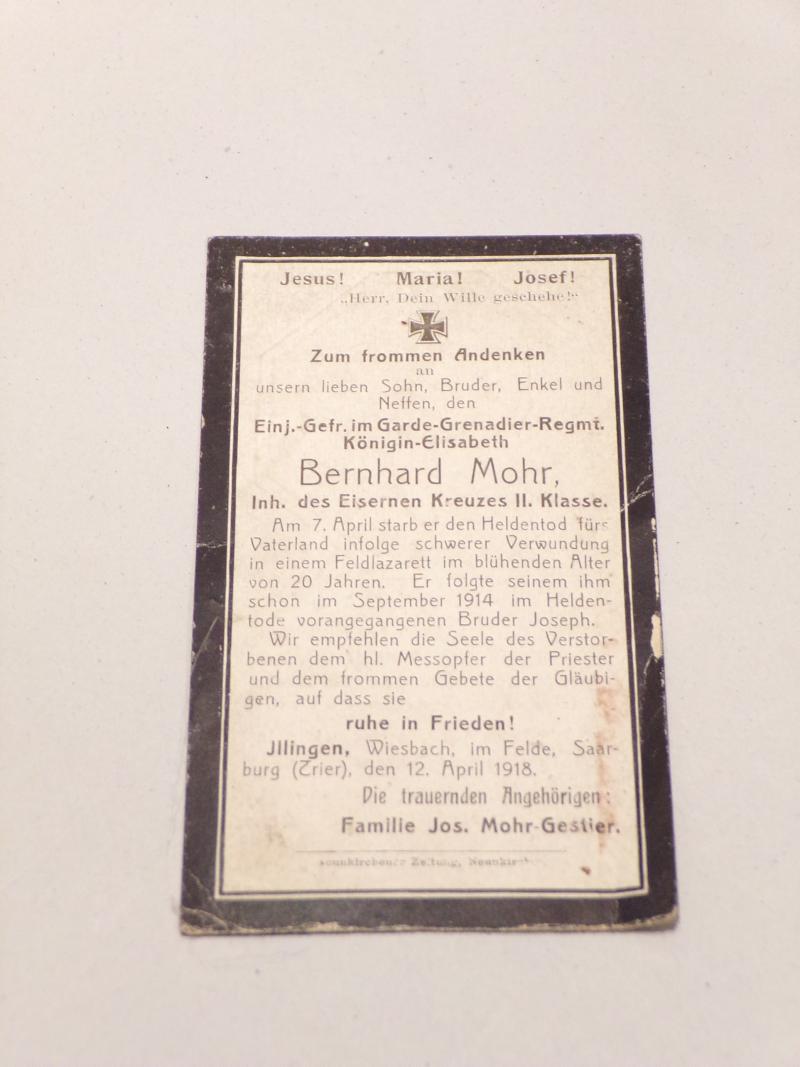 Jesus! Maria! Josef!
„Herr, Dein Wille geschehe!“
Zum frommen Andenken
an
unsern lieben Sohn, Bruder, Enkel und
Neffen, den
Einj.-Gefr. im Garde-Grenadier-Regmt.
Königin-Elisabeth
Bernhard Mohr,
Inh. des Eisernen Kreuzes II. Klasse.
Am 7. April starb er den Heldentod fürs
Vaterland infolge schwerer Verwundung
in einem Feldlazarett im blühenden Alter
von 20 Jahren. Er folgte seinem ihm
schon im September 1914 im Helden-
tode vorangegangenen Bruder Joseph.
Wir empfehlen die Seele des Verstor-
benen dem hl. Messopfer der Priester
und dem frommen Gebete der Gläubi-
gen, auf dass sie
ruhe in Frieden!
Jllingen, Wiesbach, im Felde, Saar-
burg (Trier), den 12. April 1918.
Die trauernden Angehörigen:
Familie Jos. Mohr-Gestier.
Zeitung,